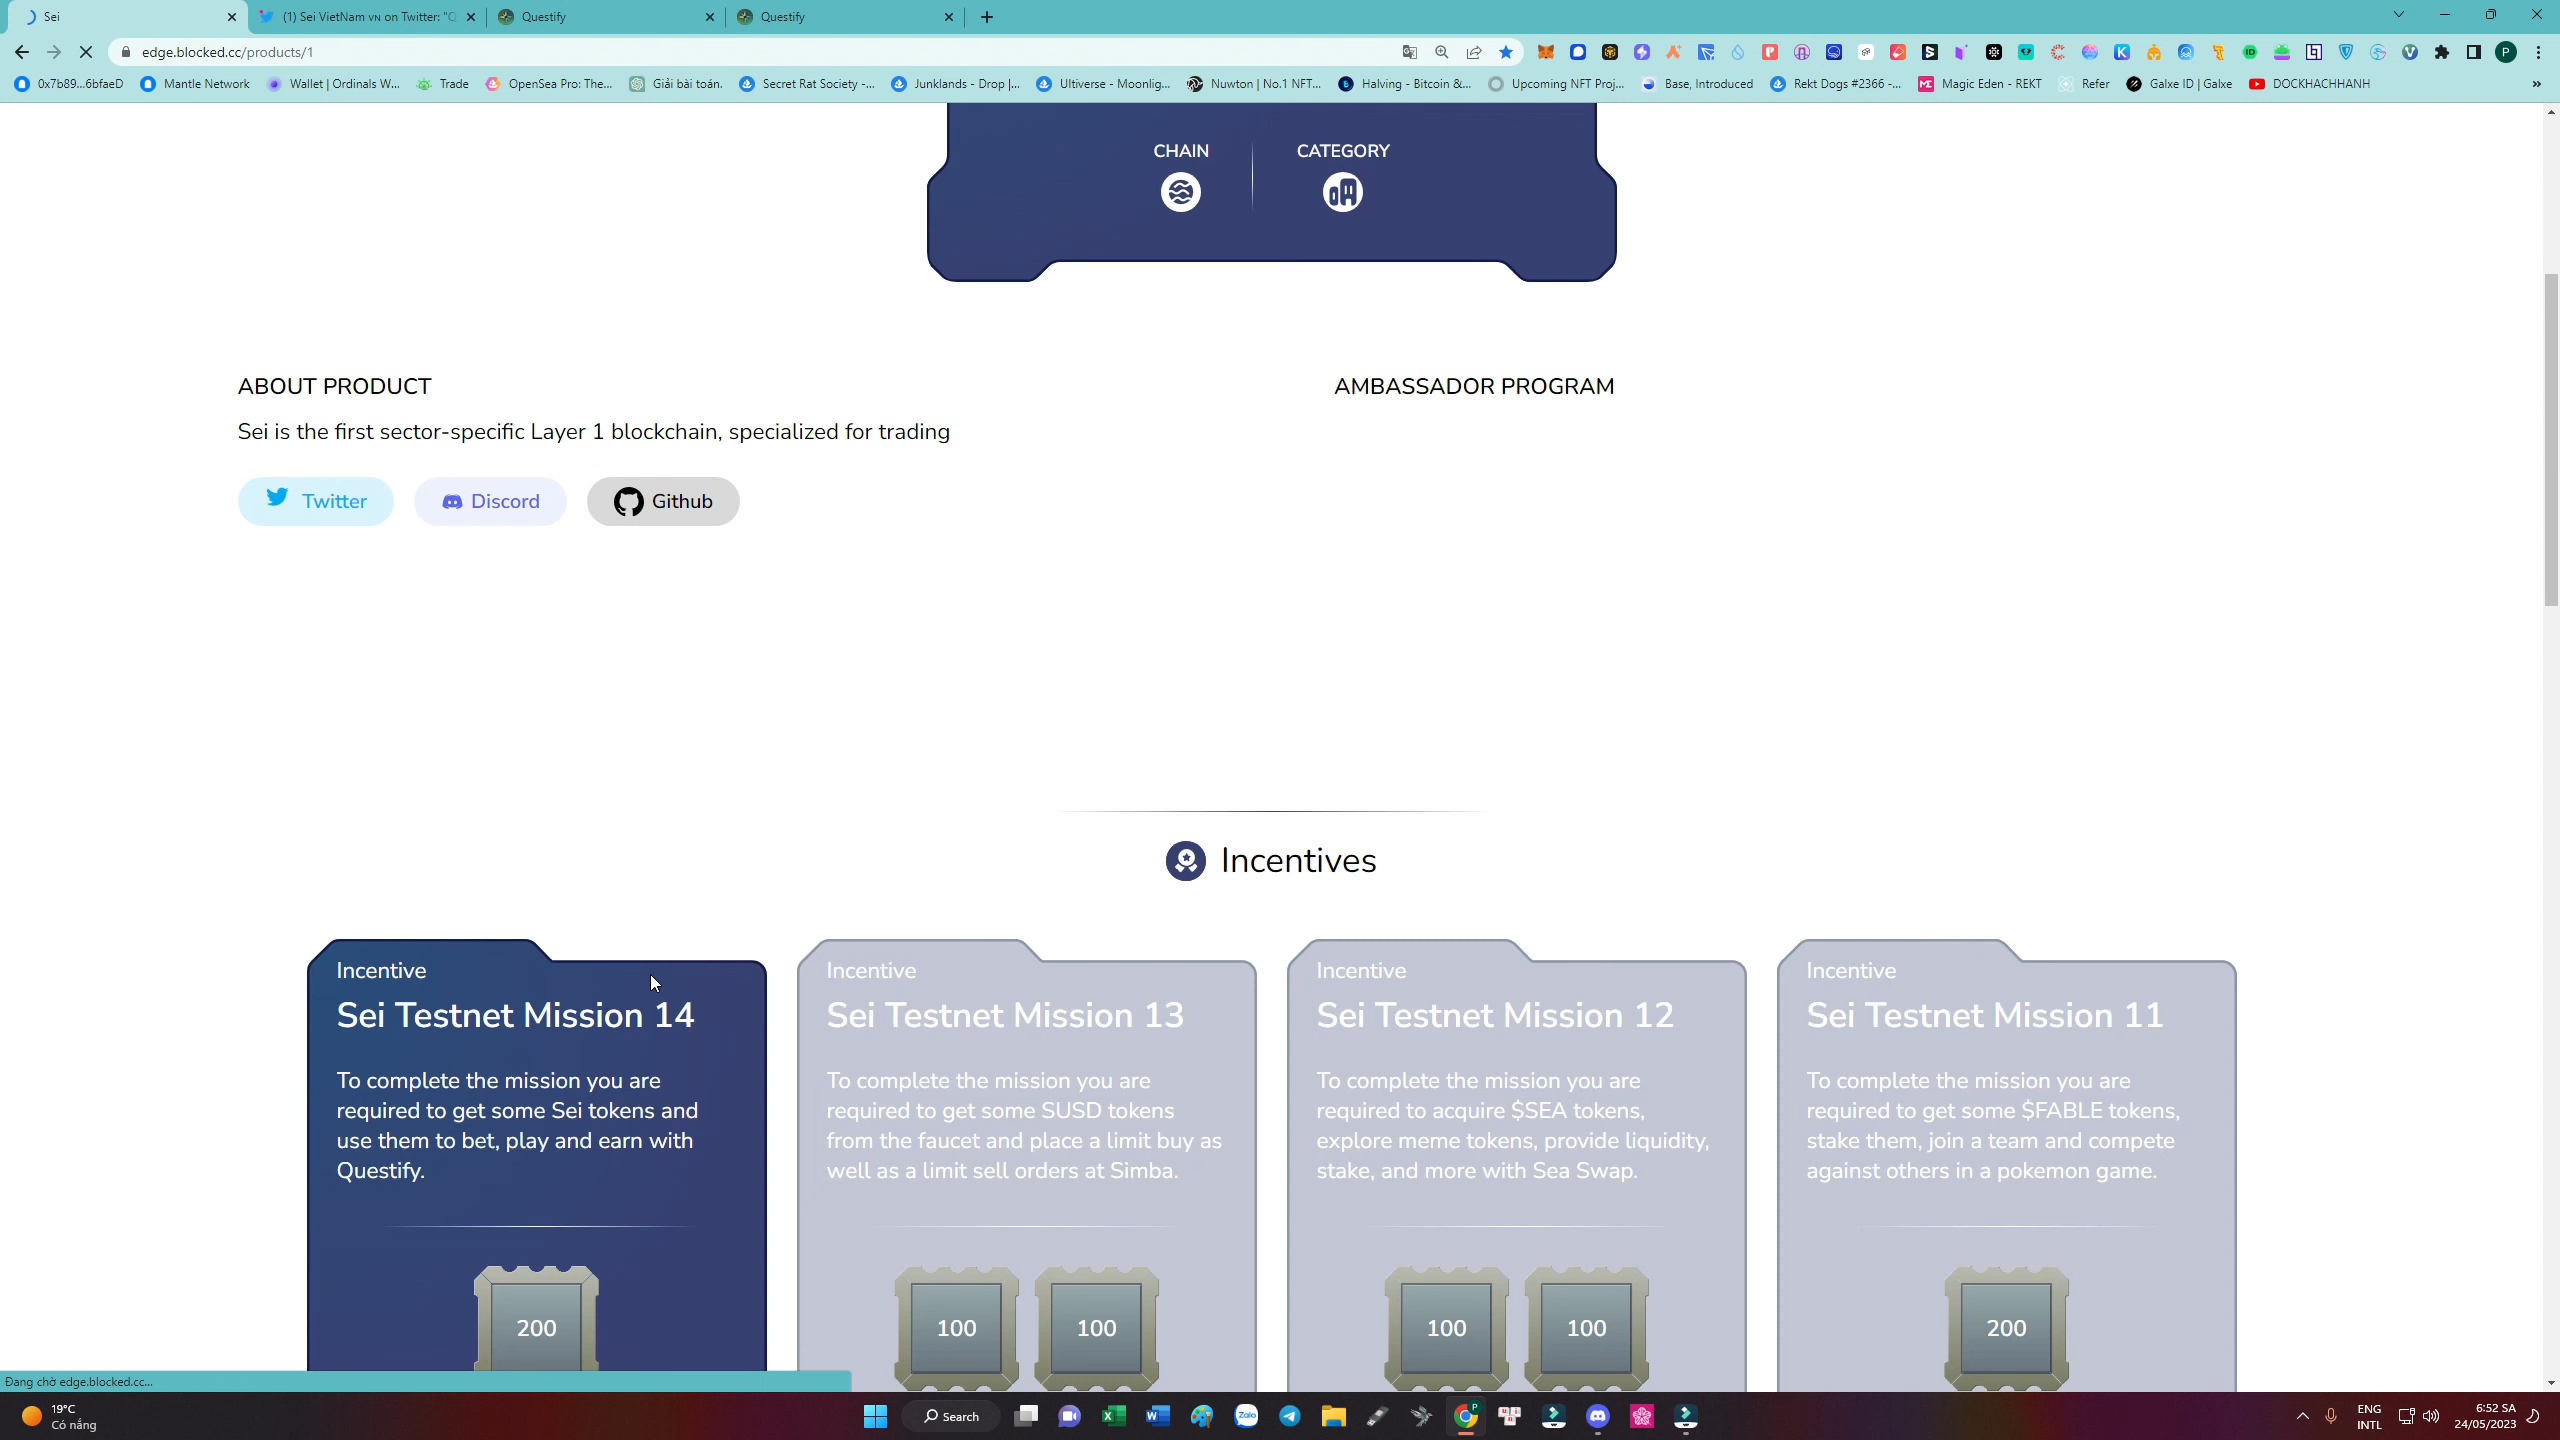 Sei
(1) Sei VietNam VN on Twitter: "Q
Questify
Questify
edge.blocked.cc/products/1
0x7b89...6bfaeD
Mantle Network
Wallet | Ordinals W...
Trade
OpenSea Pro: The...
Giải bài toán.
Secret Rat Society -...
Junklands - Drop |...
Ultiverse - Moonlig...
Nuwton | No.1 NFT...
Halving - Bitcoin &...
Upcoming NFT Proj...
Base, Introduced
Rekt Dogs #2366 -...
Magic Eden - REKT
Refer
Galxe ID | Galxe
DOCKHACHHANH
CHAIN
CATEGORY
ABOUT PRODUCT
Sei is the first sector-specific Layer 1 blockchain, specialized for trading
Twitter
Discord
Github
AMBASSADOR PROGRAM
Incentives
Incentive
Sei Testnet Mission 14
To complete the mission you are
required to get some Sei tokens and
use them to bet, play and earn with
Questify.
200
Incentive
Sei Testnet Mission 13
To complete the mission you are
required to get some SUSD tokens
from the faucet and place a limit buy as
well as a limit sell orders at Simba.
100
100
Incentive
Sei Testnet Mission 12
To complete the mission you are
required to acquire $SEA tokens,
explore meme tokens, provide liquidity,
stake, and more with Sea Swap.
100
100
Incentive
Sei Testnet Mission 11
To complete the mission you are
required to get some $FABLE tokens,
stake them, join a team and compete
against others in a pokemon game.
200
Đang chờ edge.blocked.cc...
19°C
Có nắng
Search
ENG
INTL
6:52 SA
24/05/2023